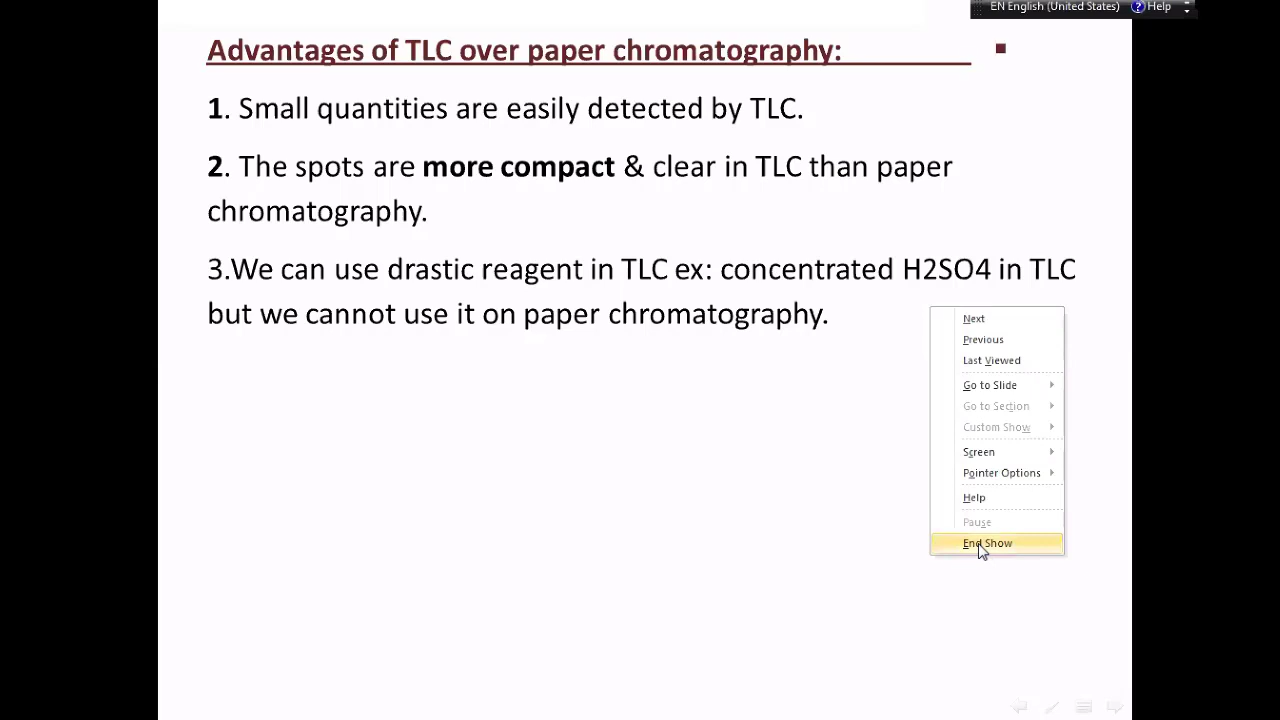 EN English (United States) ? Help
Advantages of TLC over paper chromatography:
1. Small quantities are easily detected by TLC.
2. The spots are more compact & clear in TLC than paper
chromatography.
3.We can use drastic reagent in TLC ex: concentrated H2SO4 in TLC
but we cannot use it on paper chromatography.
Next
Previous
Last Viewed
Go to Slide
Go to Section
Custom Show
Screen
Pointer Options
Help
Pause
End Show